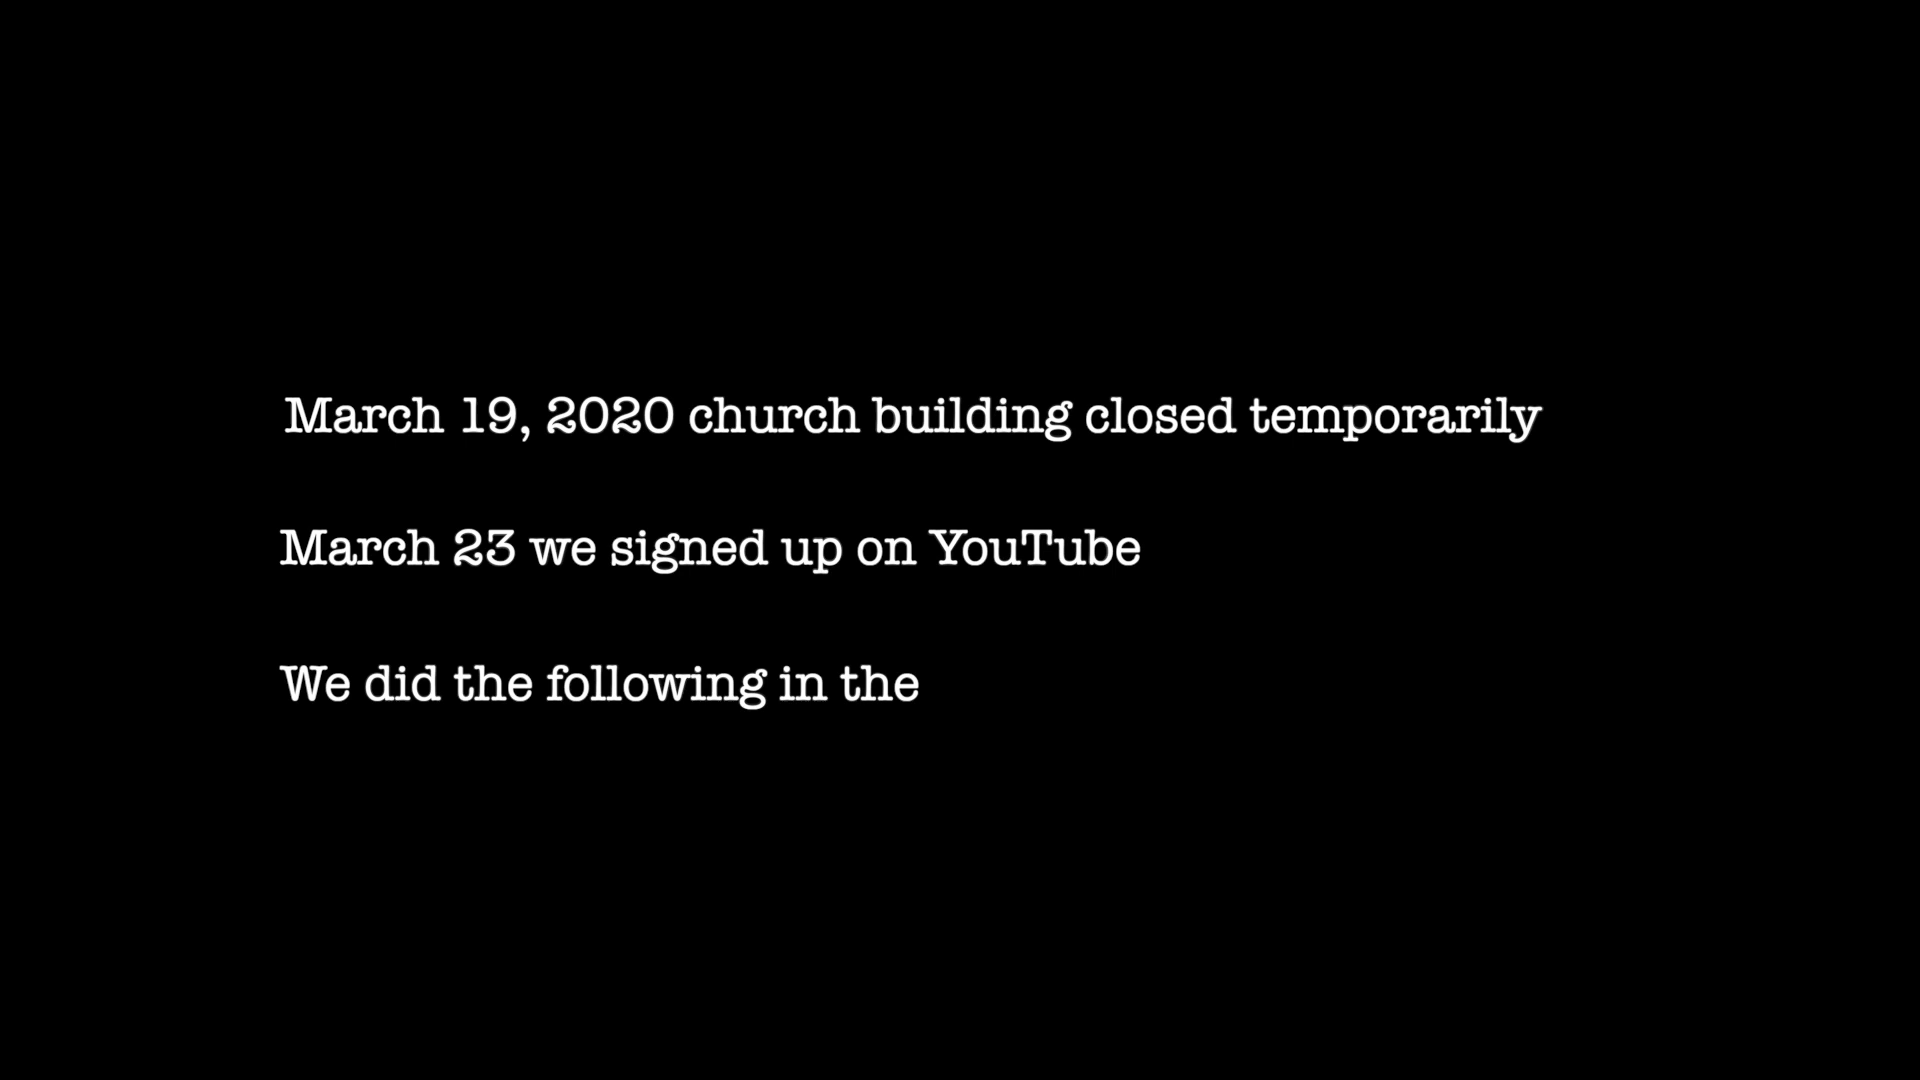 March 19, 2020 church building closed temporarily
March 23 we signed up on YouTube
We did the following in the